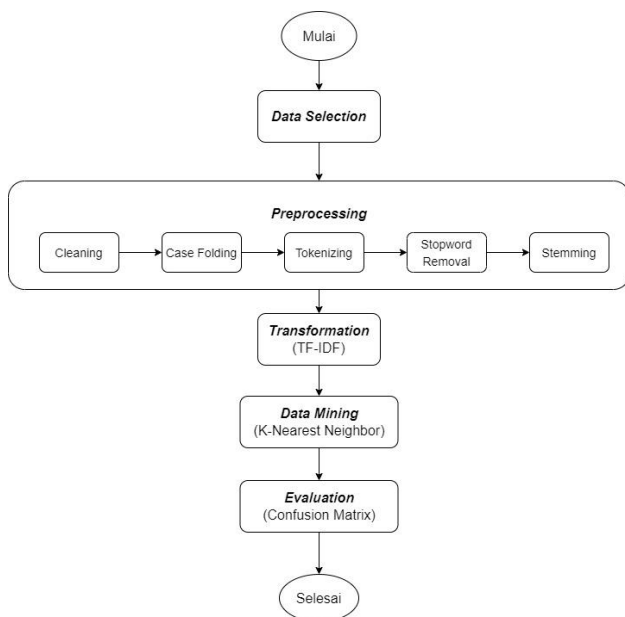 Mulai
Data Selection
Preprocessing
Cleaning
Case Folding
Tokenizing
Stopword
Removal
Stemming
Transformation
(TF-IDF)
Data Mining
(K-Nearest Neighbor)
Evaluation
(Confusion Matrix)
Selesai